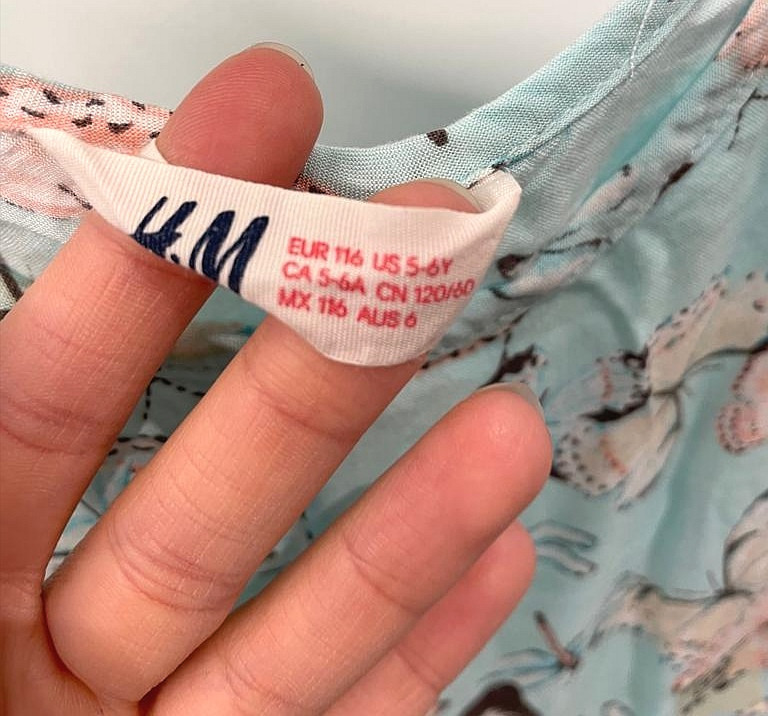 H.M
EUR 116 US 5-6Y
CA 5-6A CN 120/60
MX 116 AUS 6